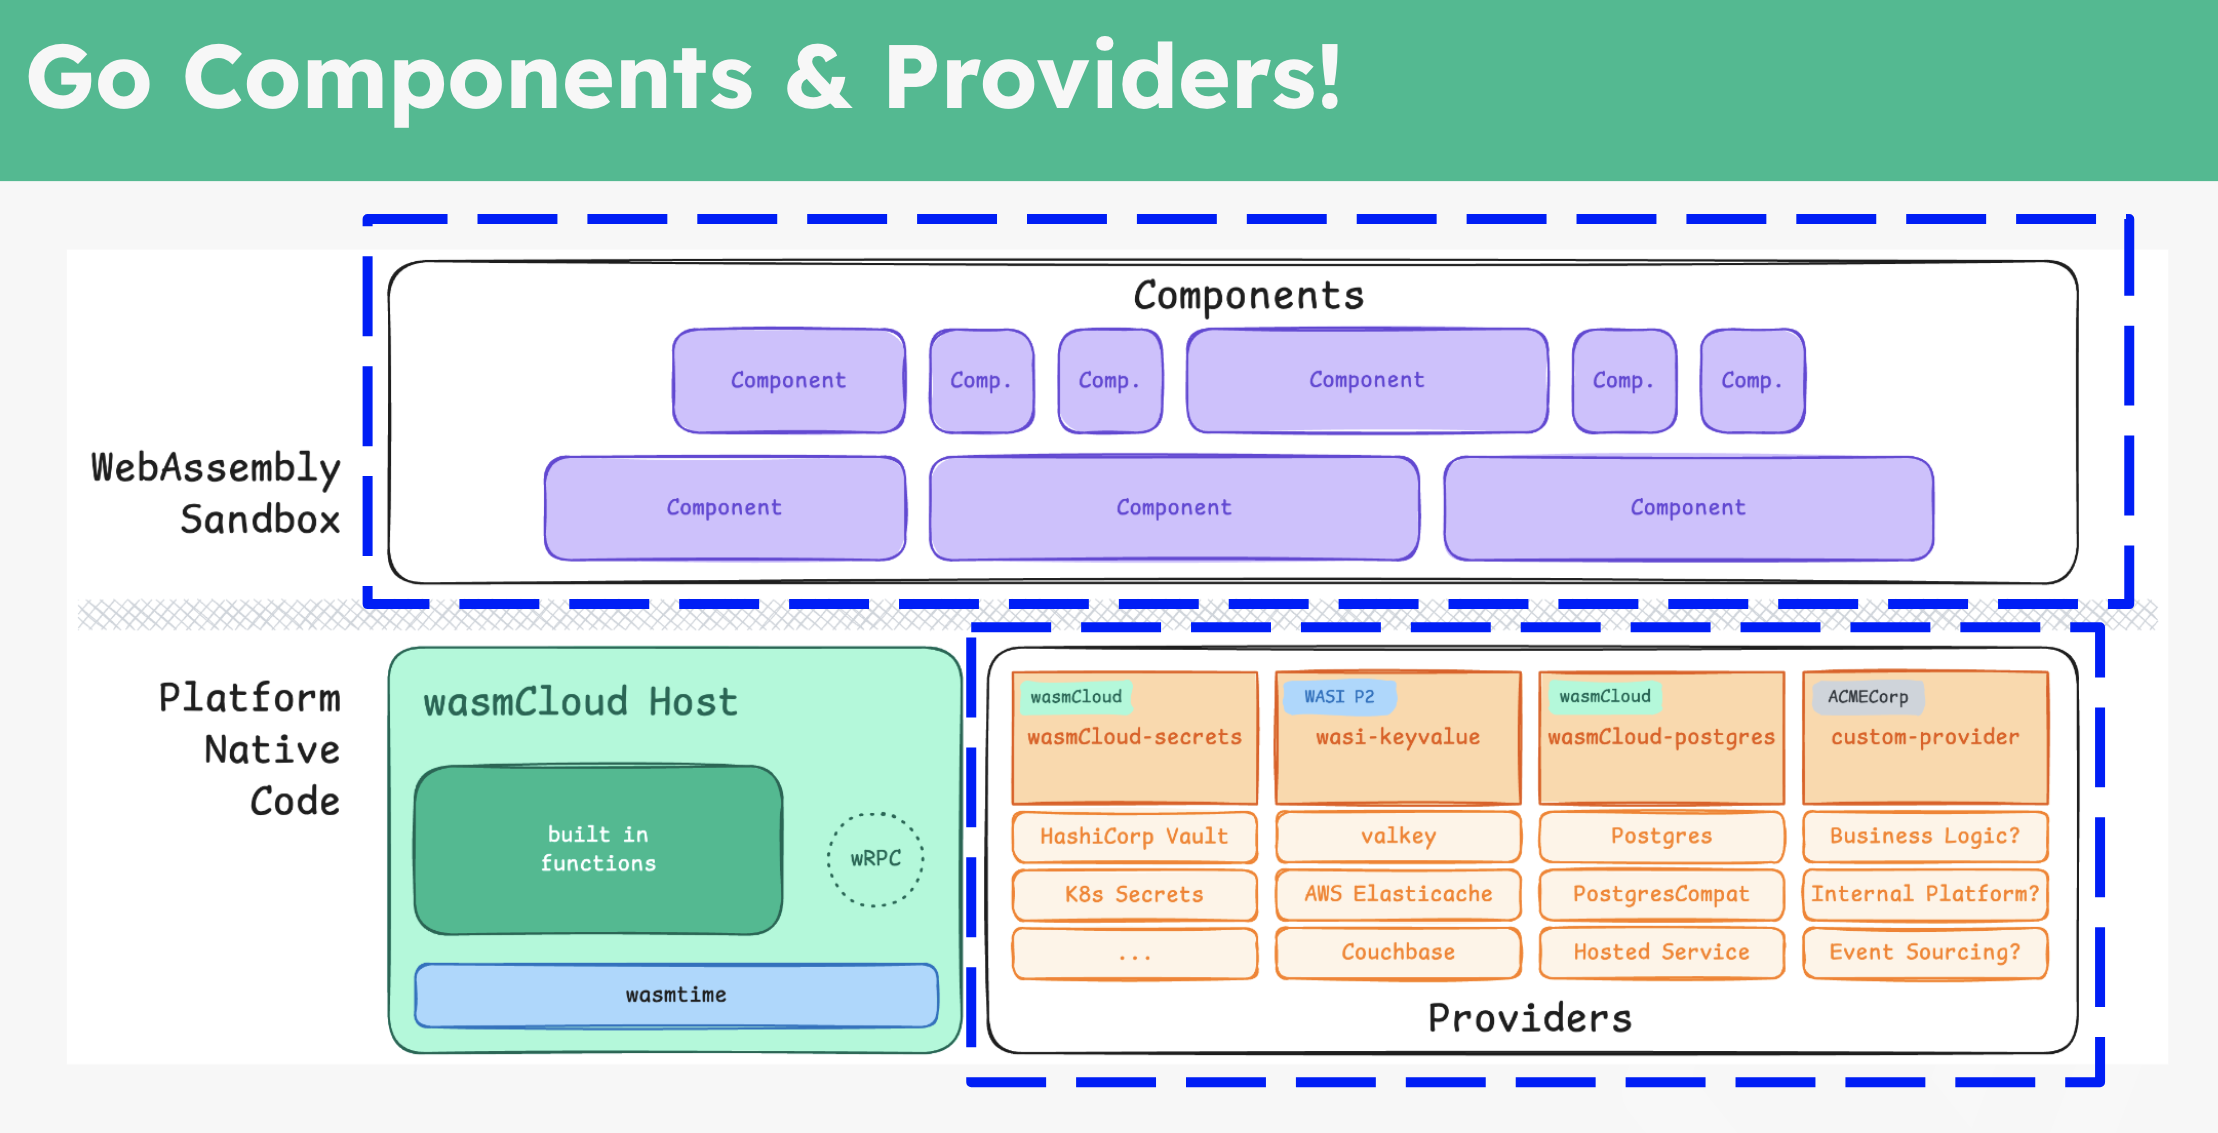 Go Components & Providers!
Components
Component
Comp.
Comp.
Component
Comp.
Comp.
WebAssembly
Sandbox
Component
Component
Component
Platform
Native
Code
wasmCloud Host
built in
functions
wRPC
wasmtime
wasmCloud
wasmCloud-secrets
HashiCorp Vault
K8s Secrets
...
WASI P2
wasi-keyvalue
valkey
AWS Elasticache
Couchbase
wasmCloud
wasmCloud-postgres
Postgres
PostgresCompat
Hosted Service
ACMECorp
custom-provider
Business Logic?
Internal Platform?
Event Sourcing?
Providers